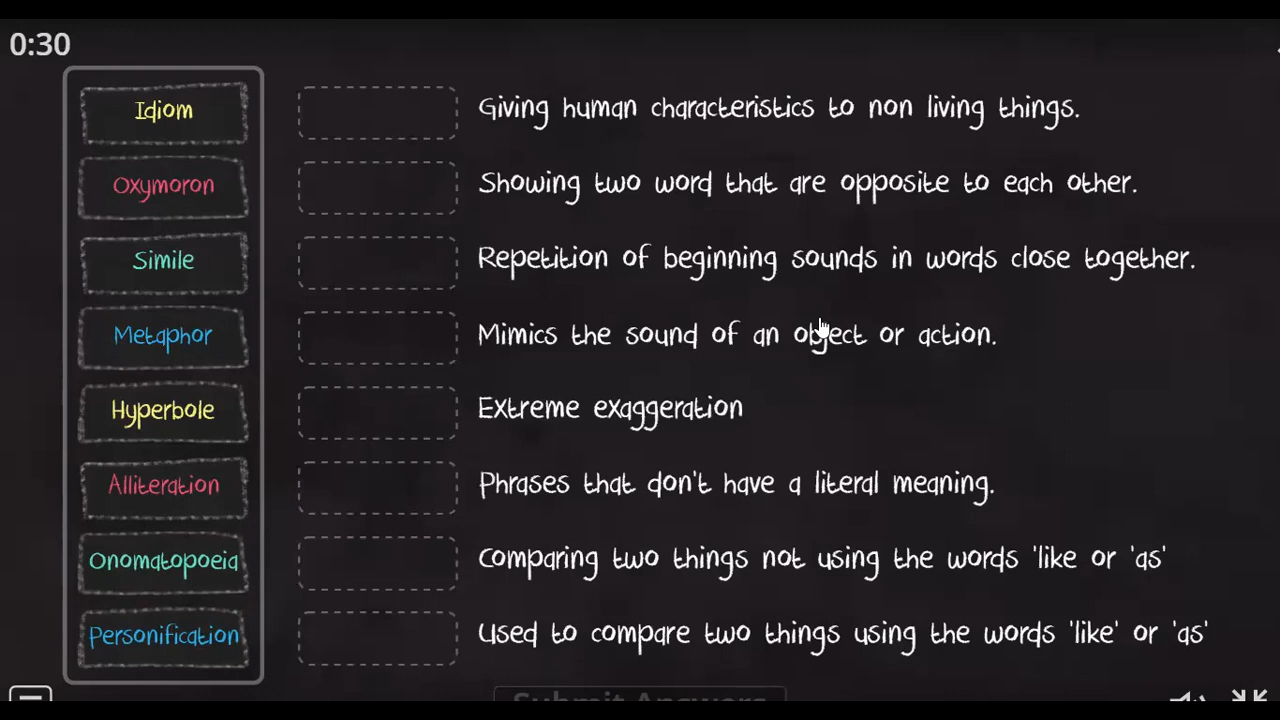 0:30
Idiom
Giving human characteristics to non living things.
Oxymoron
Showing two word that are opposite to each other.
Simile
Repetition of beginning sounds in words close together.
Metaphor
Mimics the sound of an object or action.
Hyperbole
Extreme exaggeration
Alliteration
Phrases that don't have a literal meaning.
Onomatopoeia
Comparing two things not using the words 'like or 'as'
Personification
Used to compare two things using the words 'like' or 'as'
Submit Answers